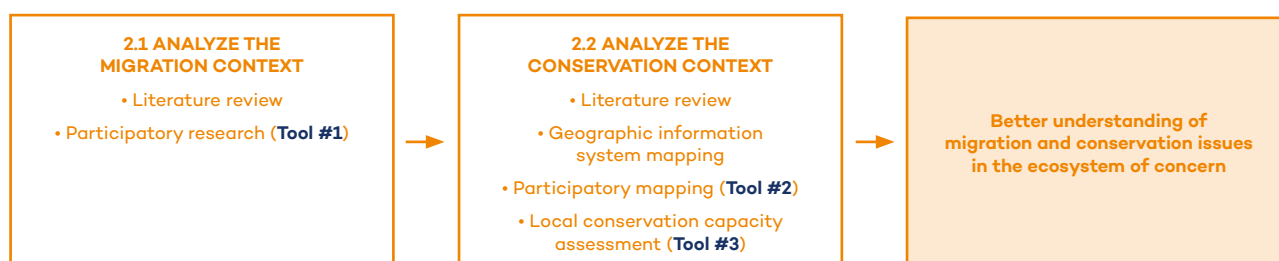 2.1 ANALYZE THE
MIGRATION CONTEXT
• Literature review
• Participatory research (Tool #1)
2.2 ANALYZE THE
CONSERVATION CONTEXT
• Literature review
• Geographic information
system mapping
• Participatory mapping (Tool #2)
• Local conservation capacity
assessment (Tool #3)
Better understanding of
migration and conservation issues
in the ecosystem of concern